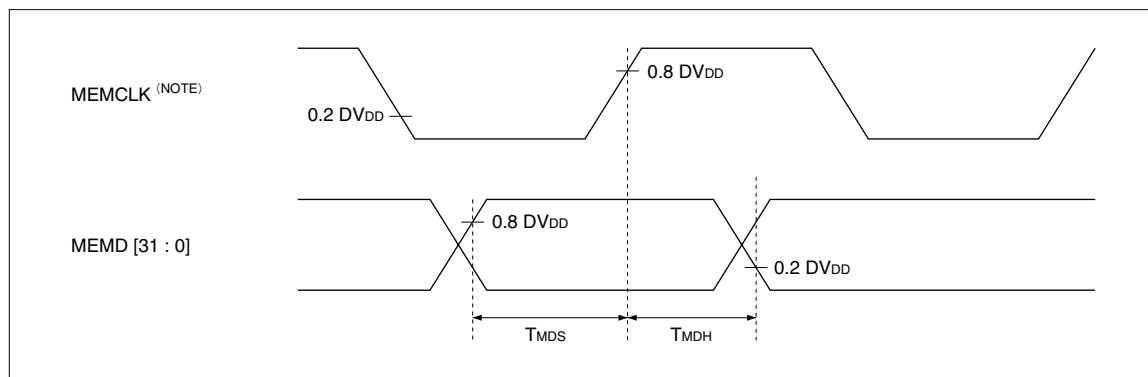 MEMCLK (NOTE)
0.8 DVDD
0.2 DVDD
MEMD [31 : 0]
0.8 DVDD
0.2 DVDD
TMDS
TMDH